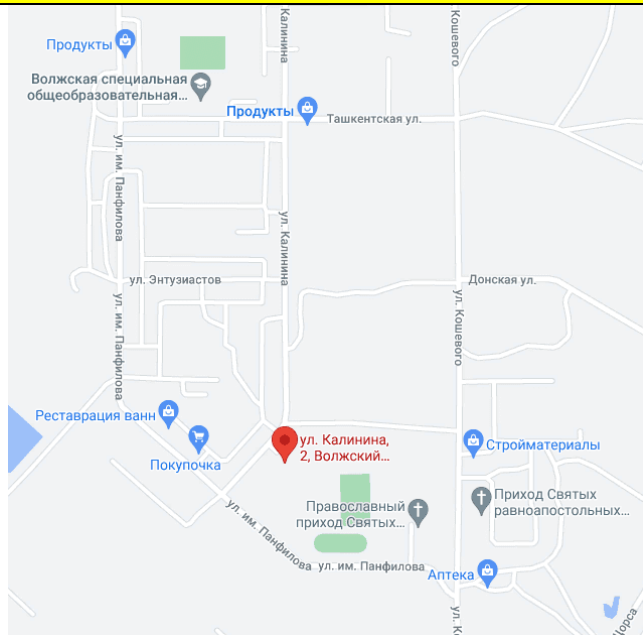 Калинина
Кошевого
Продукты
Волжская специальная
общеобразовательная...
Продукты
Ташкентская ул.
ул. им. Панфилова
ул. Калинина
ул. Энтузиастов
Донская ул.
ул. им. Панфилова
ул. Кошевого
Реставрация ванн
Покупочка
ул. Калинина,
2, Волжский...
Стройматериалы
Православный
приход Святых...
Приход Святых
равноапостольных...
ул. им. Панфилова
ул. им. Панфилова
Аптека